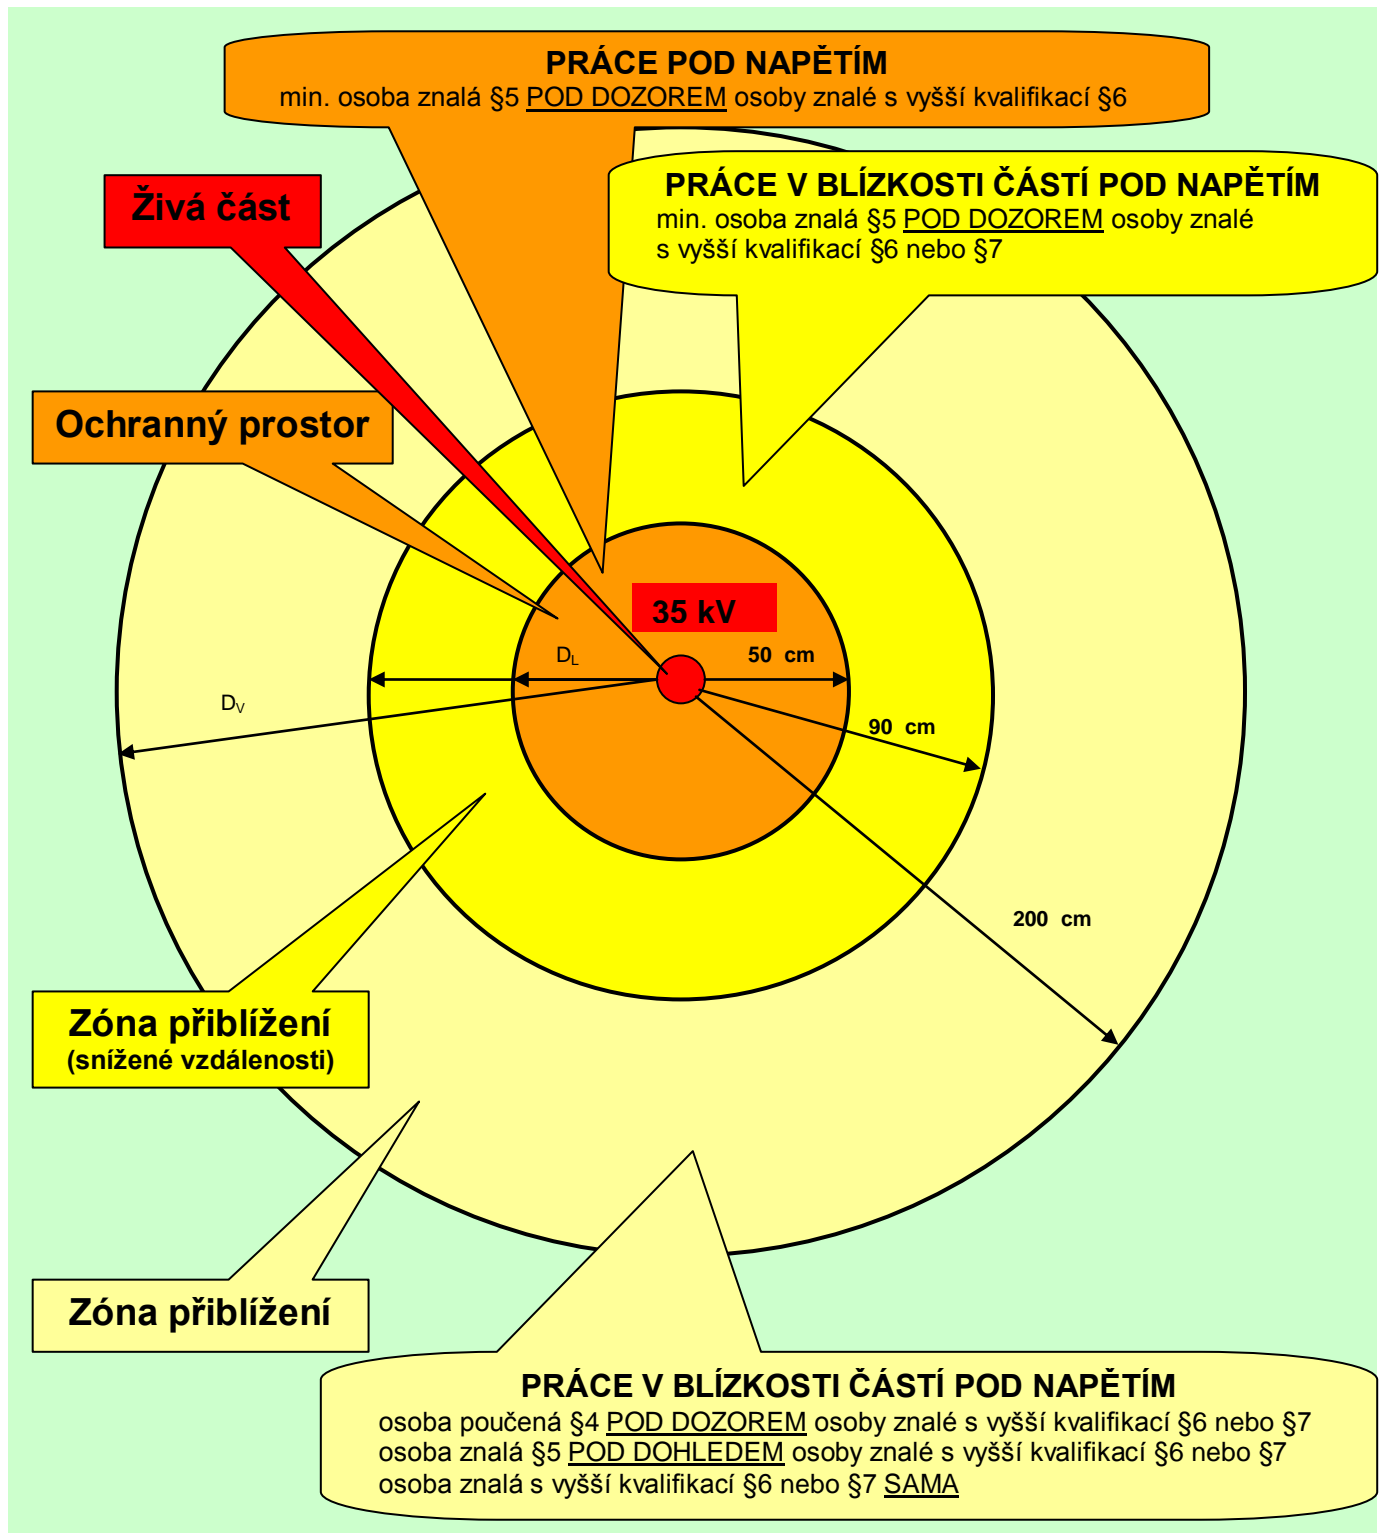 PRÁCE POD NAPĚTÍM
min. osoba znalá §5 POD DOZOREM osoby znalé s vyšší kvalifikací §6
PRÁCE V BLÍZKOSTI ČÁSTÍ POD NAPĚTÍM
min. osoba znalá §5 POD DOZOREM osoby znalé
s vyšší kvalifikací §6 nebo §7
Živá část
Ochranný prostor
35 kV
DL
50 cm
DV
90 cm
200 cm
Zóna přiblížení
(snížené vzdálenosti)
Zóna přiblížení
PRÁCE V BLÍZKOSTI ČÁSTÍ POD NAPĚTÍM
osoba poučená §4 POD DOZOREM osoby znalé s vyšší kvalifikací §6 nebo §7
osoba znalá §5 POD DOHLEDEM osoby znalé s vyšší kvalifikací §6 nebo §7
osoba znalá s vyšší kvalifikací §6 nebo §7 SAMA